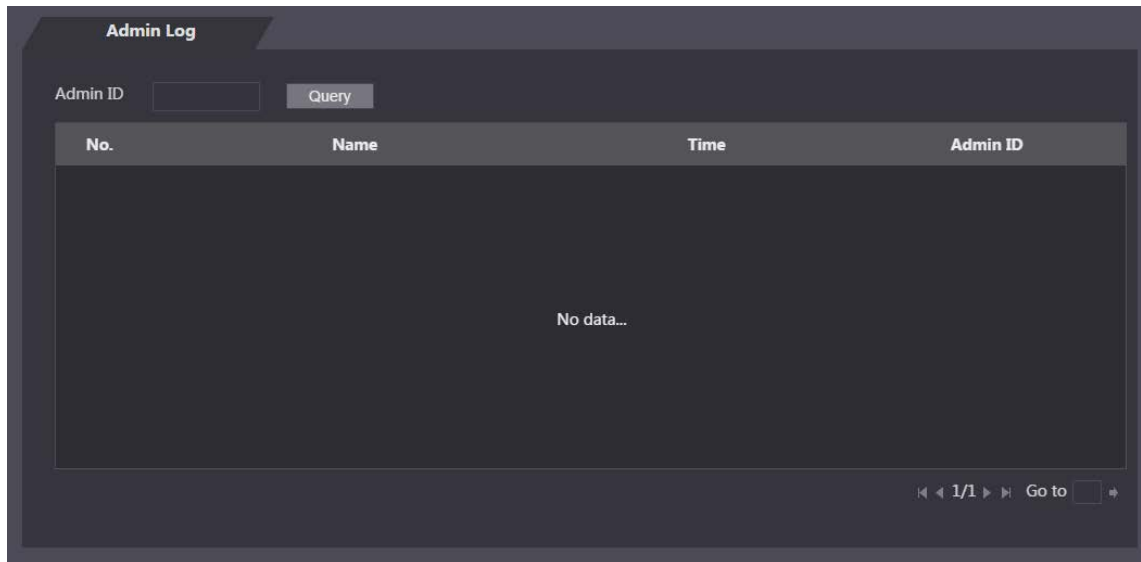 Admin Log
Admin ID Query
No. Name Time Admin ID
No data...
1/1 Go to